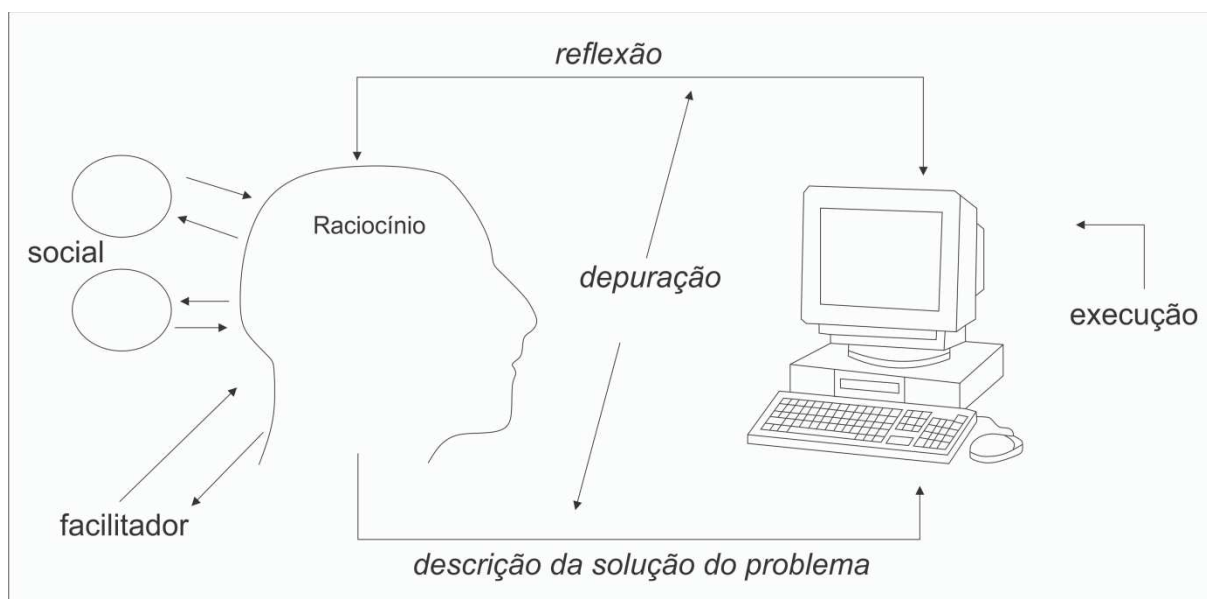 reflexão
Raciocínio
social
depuração
execução
facilitador
descrição da solução do problema